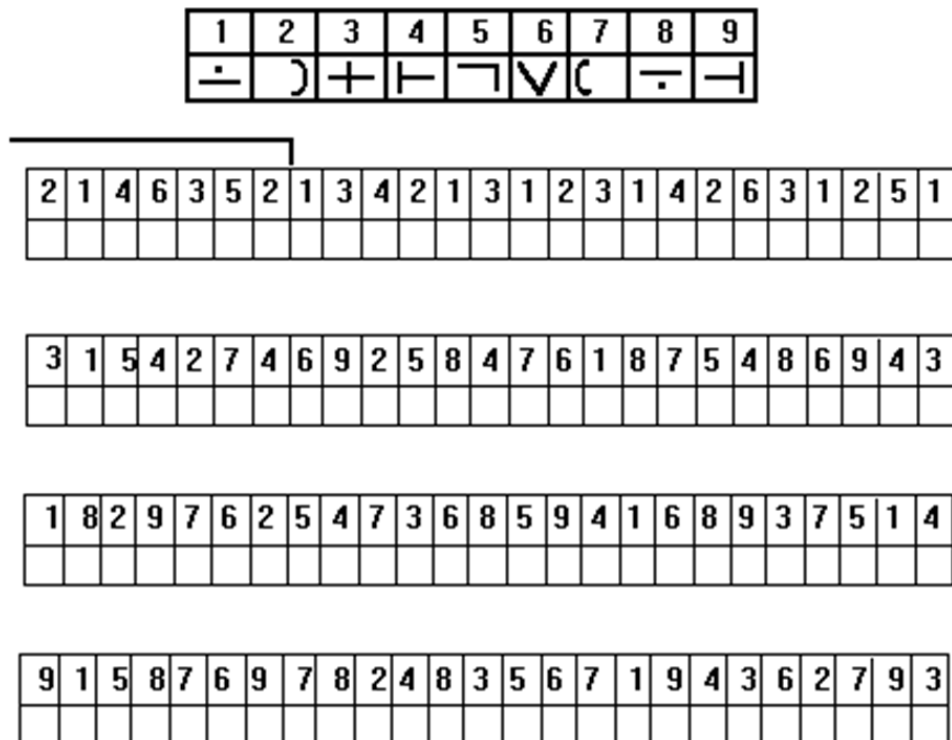 1 2 3 4 5 6 7 8 9
∸ ) + ⊢ ¬ ∨ ( ÷ ⊣
2 1 4 6 3 5 2 1 3 4 2 1 3 1 2 3 1 4 2 6 3 1 2 5 1
3 1 5 4 2 7 4 6 9 2 5 8 4 7 6 1 8 7 5 4 8 6 9 4 3
1 8 2 9 7 6 2 5 4 7 3 6 8 5 9 4 1 6 8 9 3 7 5 1 4
9 1 5 8 7 6 9 7 8 2 4 8 3 5 6 7 1 9 4 3 6 2 7 9 3